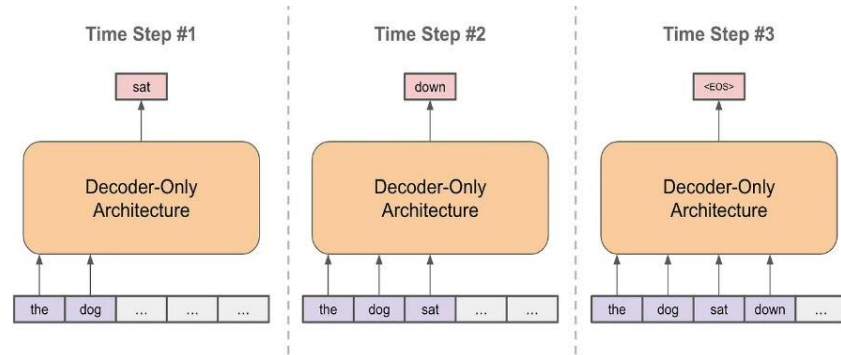 Time Step #1
sat
Decoder-Only
Architecture
the dog ... ... ...
Time Step #2
down
Decoder-Only
Architecture
the dog sat ... ...
Time Step #3
<EOS>
Decoder-Only
Architecture
the dog sat down ...